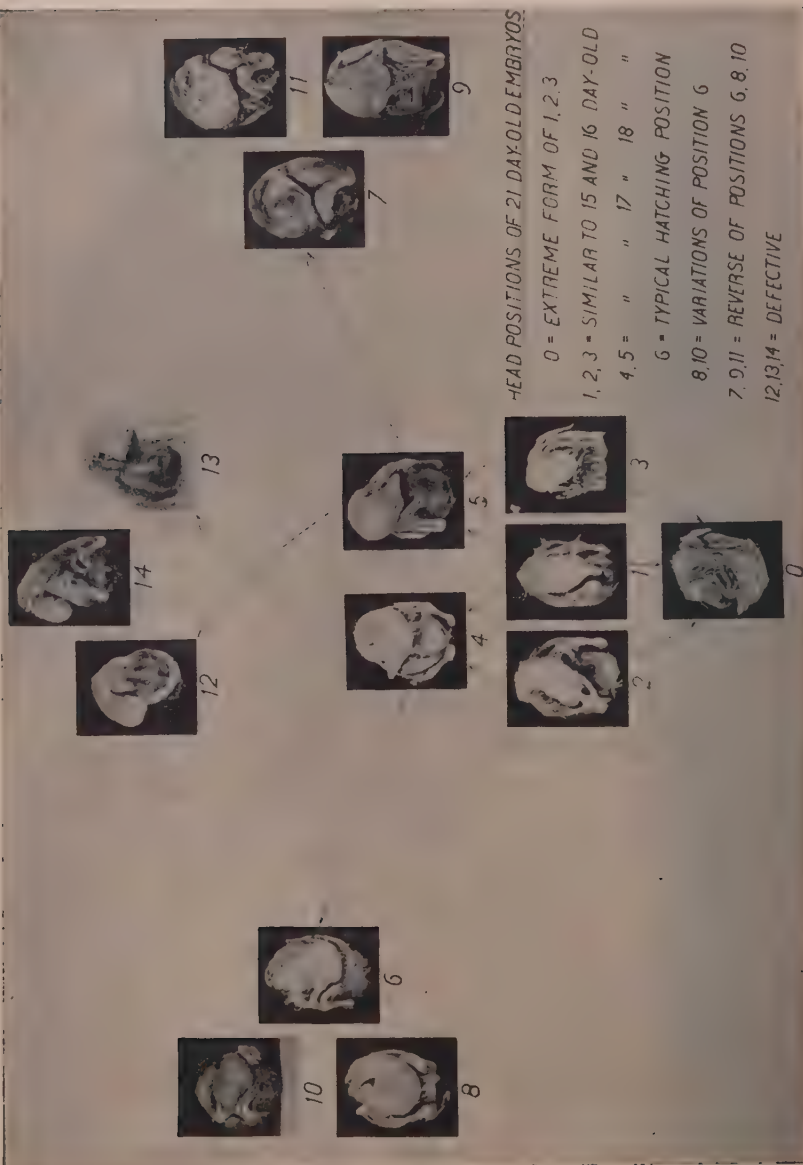 14
12 13
10 11
6 7
8 4 5 9
HEAD POSITIONS OF 21 DAY-OLD EMBRYOS
0 = EXTREME FORM OF 1,2,3
1,2,3 = SIMILAR TO 15 AND 16 DAY-OLD
4,5 = " " 17 " 18 " "
6 = TYPICAL HATCHING POSITION
8,10 = VARIATIONS OF POSITION 6
7,9,11 = REVERSE OF POSITIONS 6,8,10
12,13,14 = DEFECTIVE
2 1 3
0